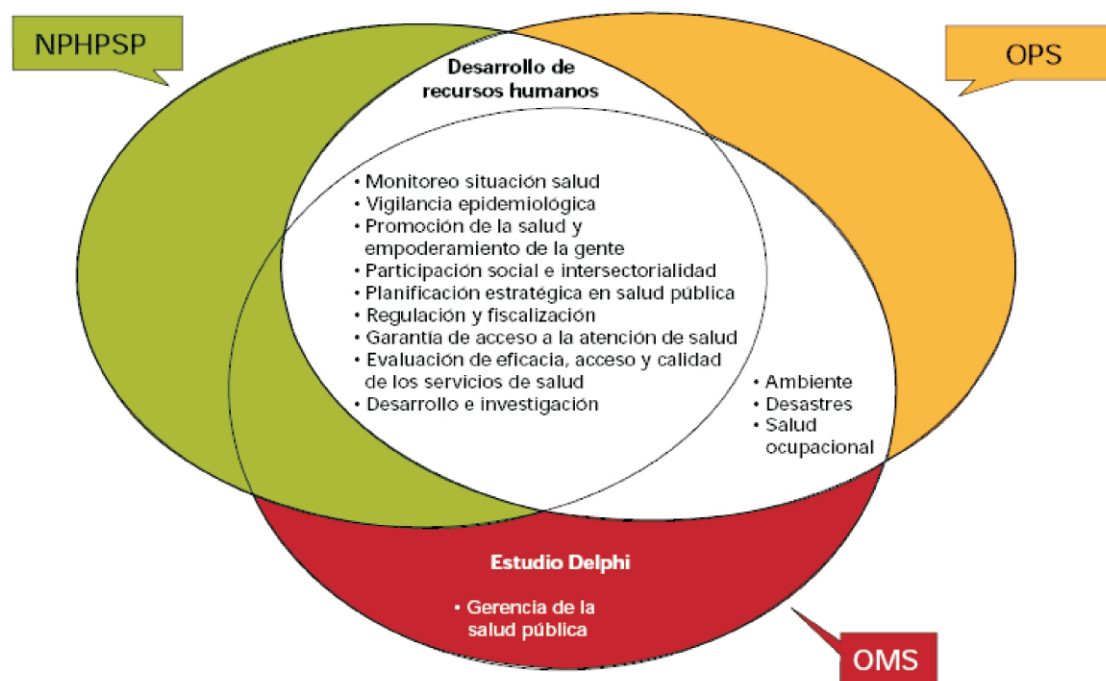 NPHPSP
OPS
Desarrollo de
recursos humanos
• Monitoreo situación salud
• Vigilancia epidemiológica
• Promoción de la salud y
empoderamiento de la gente
• Participación social e intersectorialidad
• Planificación estratégica en salud pública
• Regulación y fiscalización
• Garantía de acceso a la atención de salud
• Evaluación de eficacia, acceso y calidad
de los servicios de salud
• Desarrollo e investigación
• Ambiente
• Desastres
• Salud
ocupacional
Estudio Delphi
• Gerencia de la
salud pública
OMS